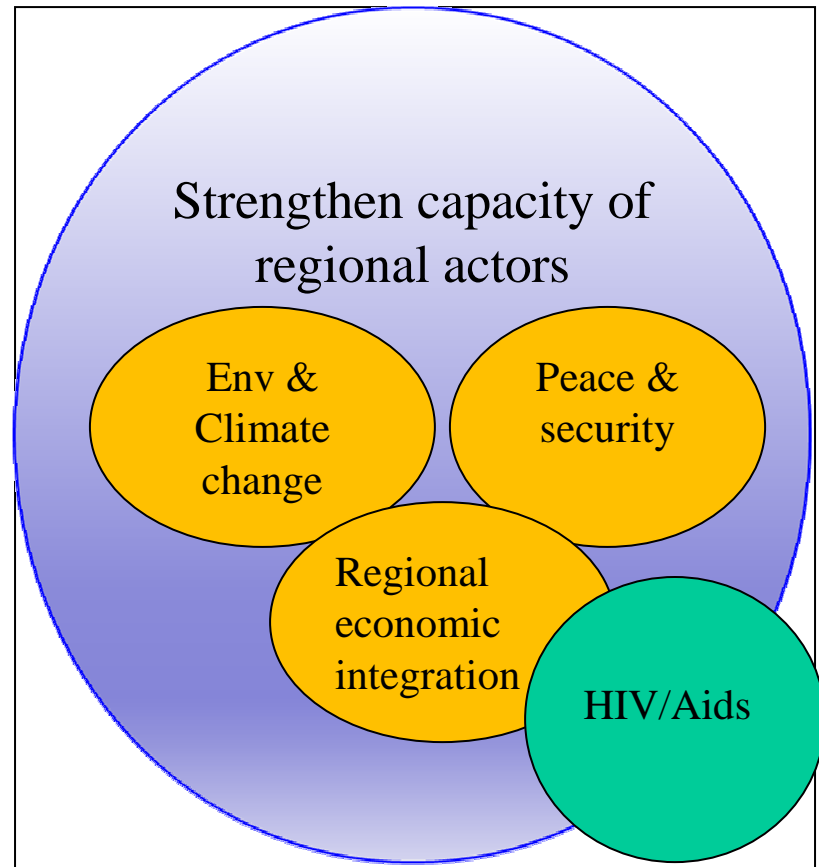 Strengthen capacity of
regional actors
Env &
Climate
change
Peace &
security
Regional
economic
integration
HIV/Aids